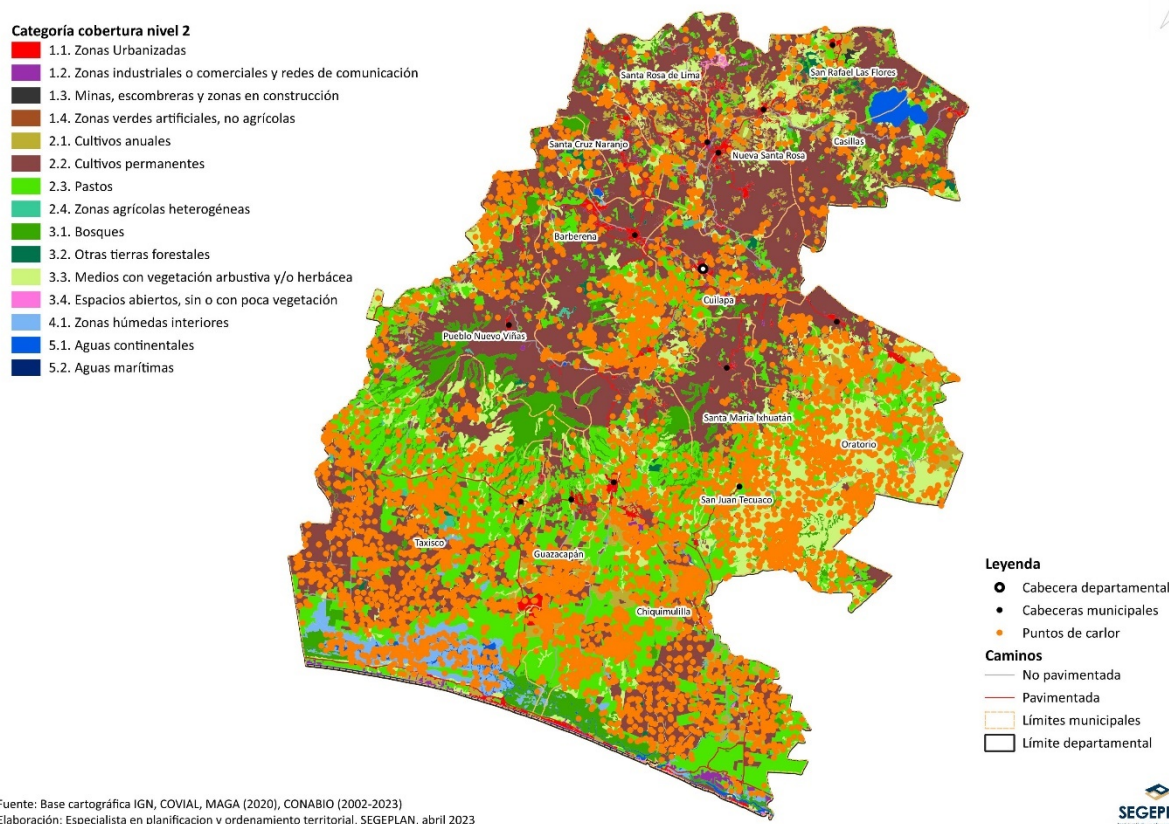 Categoría cobertura nivel 2
1.1. Zonas Urbanizadas
1.2. Zonas industriales o comerciales y redes de comunicación
1.3. Minas, escombreras y zonas en construcción
1.4. Zonas verdes artificiales, no agrícolas
2.1. Cultivos anuales
2.2. Cultivos permanentes
2.3. Pastos
2.4. Zonas agrícolas heterogéneas
3.1. Bosques
3.2. Otras tierras forestales
3.3. Medios con vegetación arbustiva y/o herbácea
3.4. Espacios abiertos, sin o con poca vegetación
4.1. Zonas húmedas interiores
5.1. Aguas continentales
5.2. Aguas marítimas
Santa Rosa de Lima
San Rafael Las Flores
Santa Cruz Naranjo
Casillas
Nueva Santa Rosa
Barberena
Cuilapa
Pueblo Nuevo Viñas
Santa María Ixhuatán
Oratorio
San Juan Tecuaco
Taxisco
Guazacapán
Chiquimulilla
Leyenda
Cabecera departamental
Cabeceras municipales
Puntos de carlor
Caminos
No pavimentada
Pavimentada
Límites municipales
Límite departamental
Fuente: Base cartográfica IGN, COVIAL, MAGA (2020), CONABIO (2002-2023)
Elaboración: Especialista en planificacion y ordenamiento territorial, SEGEPLAN, abril 2023
SEGEPL